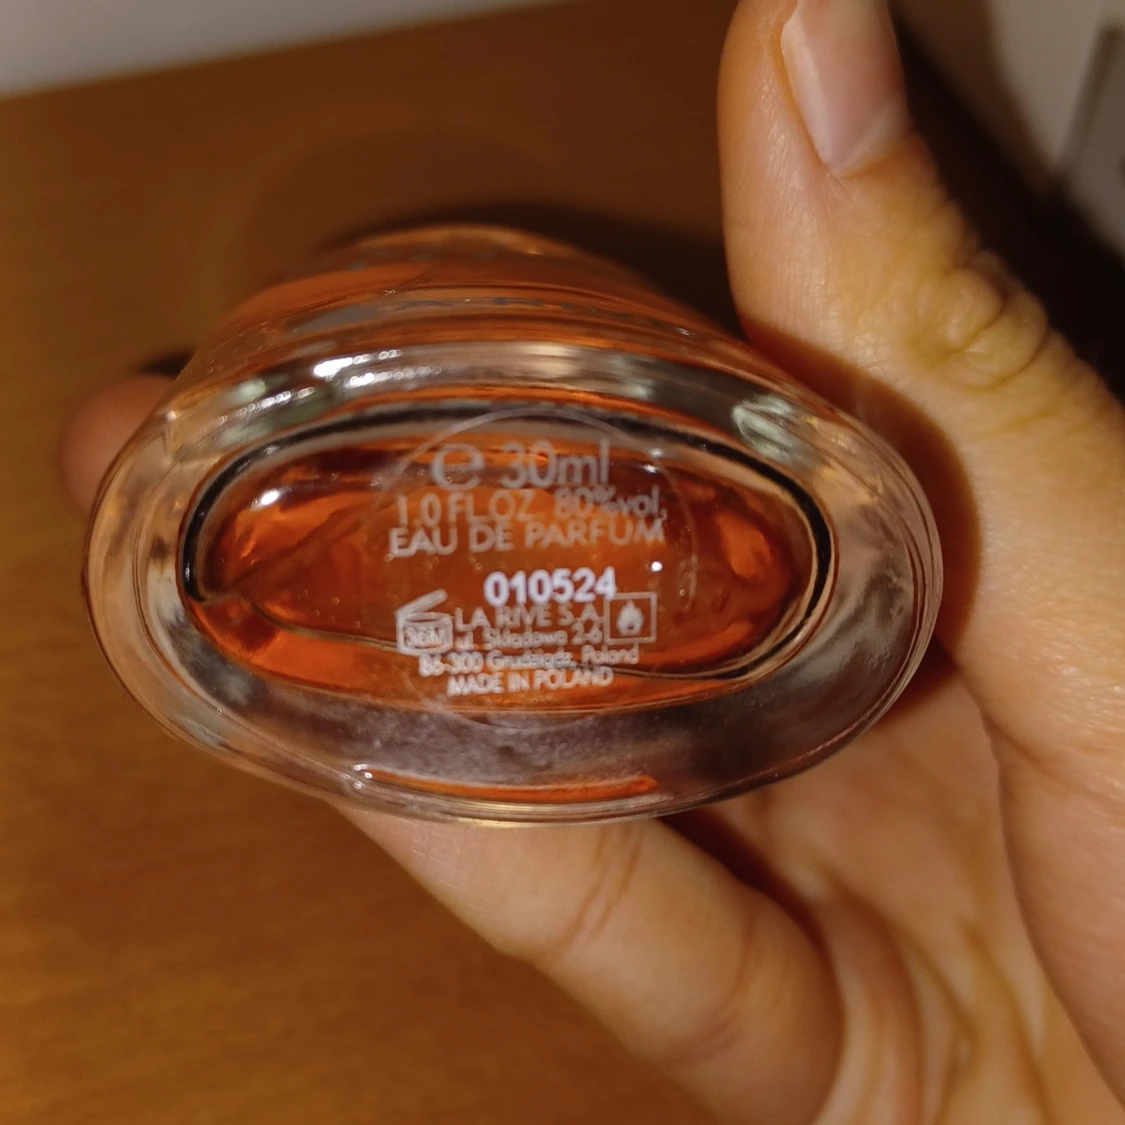 e 30ml
1.0 FL.OZ. 80%vol,
EAU DE PARFUM
010524
36M LA RIVE S.A.
ul. Składowa 2-6
86-300 Grudziądz, Poland
MADE IN POLAND